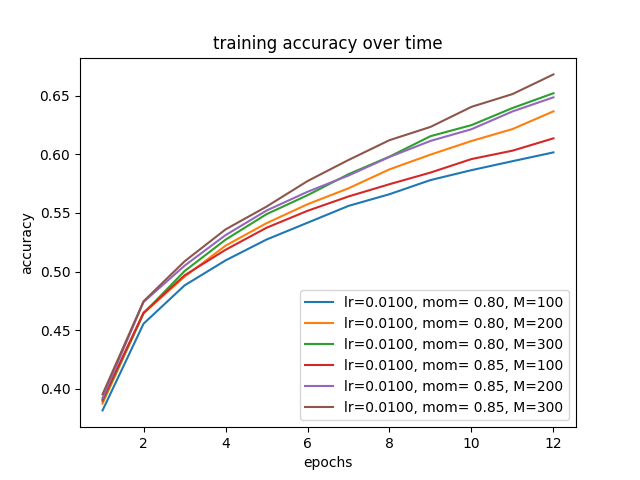 training accuracy over time
accuracy
0.65
0.60
0.55
0.50
0.45
0.40
lr=0.0100, mom= 0.80, M=100
lr=0.0100, mom= 0.80, M=200
lr=0.0100, mom= 0.80, M=300
lr=0.0100, mom= 0.85, M=100
lr=0.0100, mom= 0.85, M=200
lr=0.0100, mom= 0.85, M=300
2 4 6 8 10 12
epochs